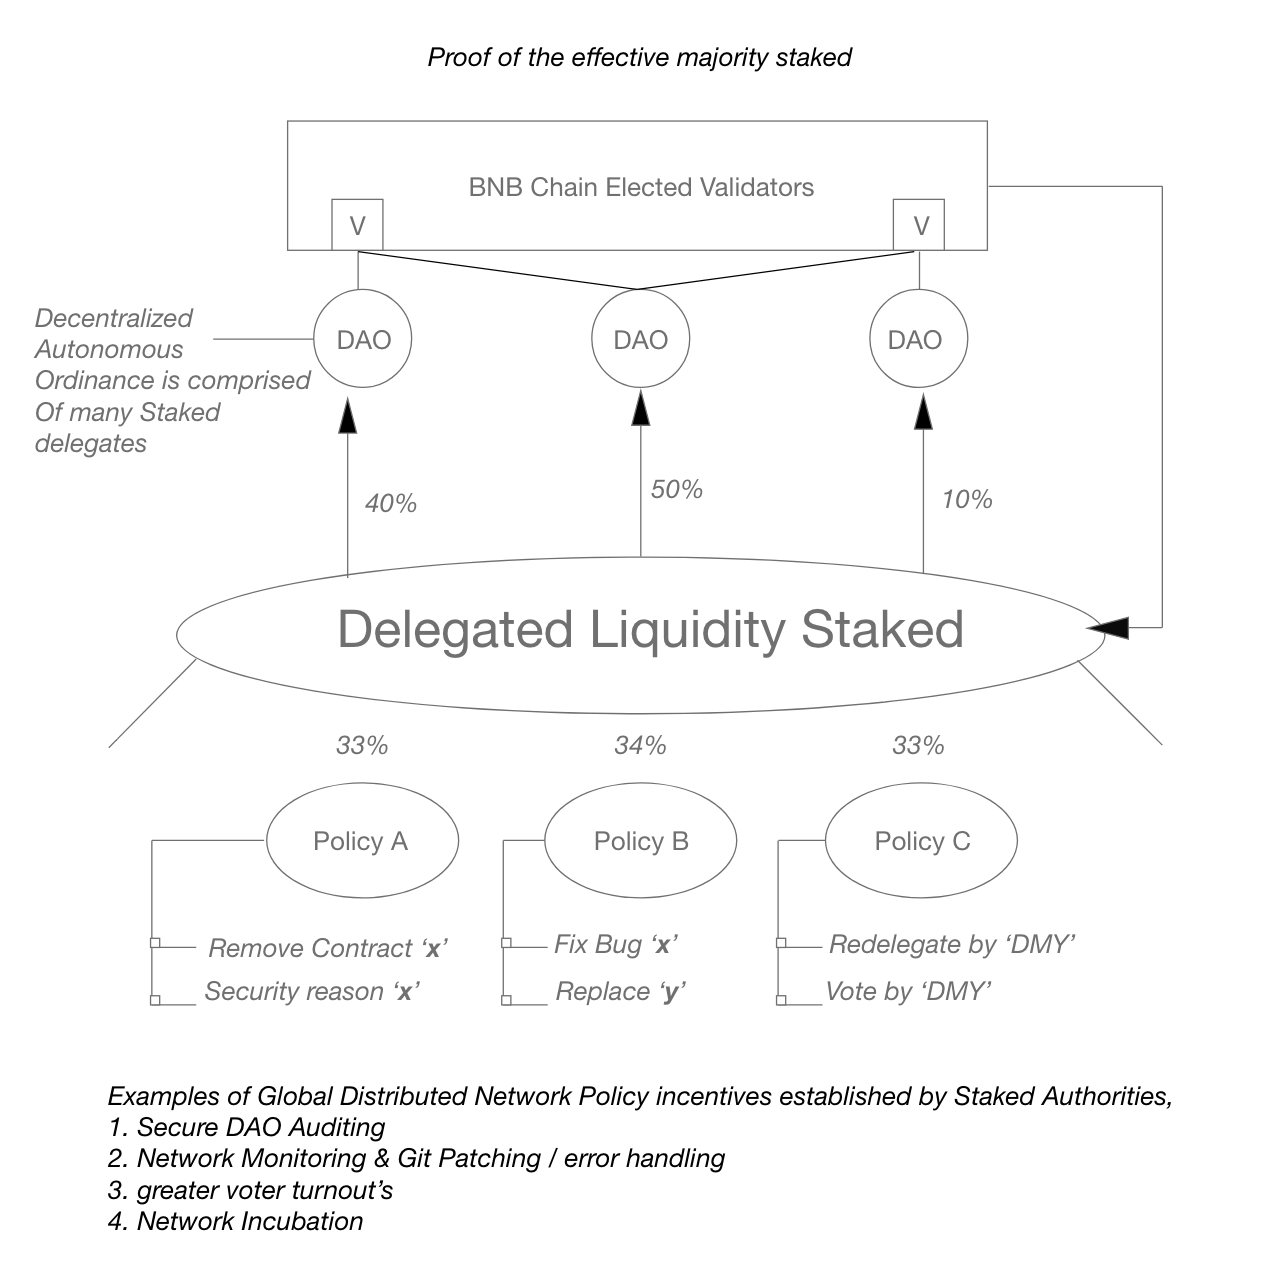 Proof of the effective majority staked
BNB Chain Elected Validators
V
V
DAO
DAO
DAO
Decentralized
Autonomous
Ordinance is comprised
Of many Staked
delegates
40%
50%
10%
Delegated Liquidity Staked
33%
34%
33%
Policy A
Policy B
Policy C
Remove Contract ‘x’
Security reason ‘x’
Fix Bug ‘x’
Replace ‘y’
Redelegate by ‘DMY’
Vote by ‘DMY’
Examples of Global Distributed Network Policy incentives established by Staked Authorities,
1. Secure DAO Auditing
2. Network Monitoring & Git Patching / error handling
3. greater voter turnout’s
4. Network Incubation